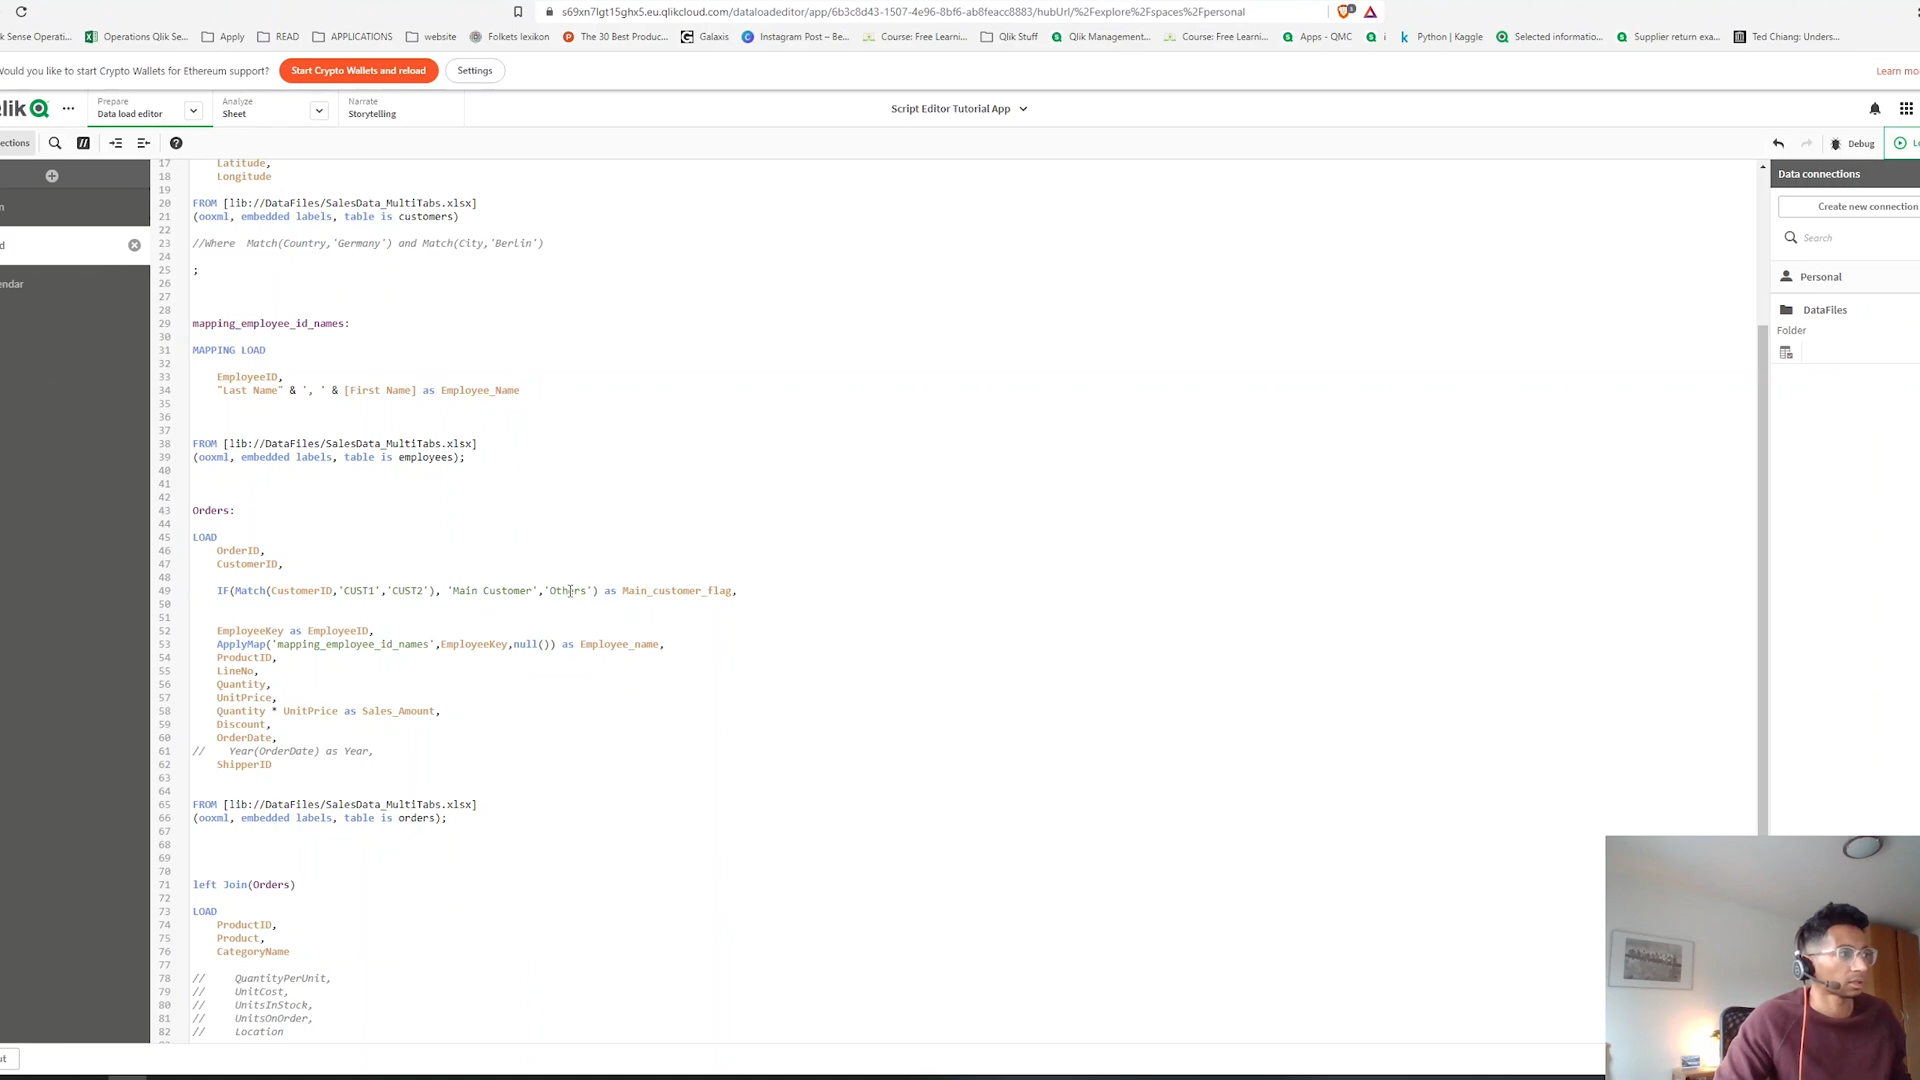 s69xn7lgt15ghx5.eu.qlikcloud.com/dataloadeditor/app/6b3c8d43-1507-4e96-8bf6-ab8feacc8883/hubUrl/%2Fexplore%2Fspaces%2Fpersonal
lik Sense Operati... Operations Qlik Se... Apply READ APPLICATIONS website Folkets lexikon The 30 Best Produc... Galaxis Instagram Post – Be... Course: Free Learni... Qlik Stuff Qlik Management... Course: Free Learni... Apps - QMC i Python | Kaggle Selected informatio... Supplier return exa... Ted Chiang: Unders...
Would you like to start Crypto Wallets for Ethereum support? Start Crypto Wallets and reload Settings Learn mo
Qlik ... Prepare Data load editor Analyze Sheet Narrate Storytelling Script Editor Tutorial App
ections // ? Debug Lo
17 Latitude,
18 Longitude
19
20 FROM [lib://DataFiles/SalesData_MultiTabs.xlsx]
21 (ooxml, embedded labels, table is customers)
22
23 //Where  Match(Country,'Germany') and Match(City,'Berlin')
24
25 ;
26
27
28
29 mapping_employee_id_names:
30
31 MAPPING LOAD
32
33 EmployeeID,
34 "Last Name" & ', ' & [First Name] as Employee_Name
35
36
37
38 FROM [lib://DataFiles/SalesData_MultiTabs.xlsx]
39 (ooxml, embedded labels, table is employees);
40
41
42
43 Orders:
44
45 LOAD
46 OrderID,
47 CustomerID,
48
49 IF(Match(CustomerID,'CUST1','CUST2'), 'Main Customer','Others') as Main_customer_flag,
50
51
52 EmployeeKey as EmployeeID,
53 ApplyMap('mapping_employee_id_names',EmployeeKey,null()) as Employee_name,
54 ProductID,
55 LineNo,
56 Quantity,
57 UnitPrice,
58 Quantity * UnitPrice as Sales_Amount,
59 Discount,
60 OrderDate,
61 // Year(OrderDate) as Year,
62 ShipperID
63
64
65 FROM [lib://DataFiles/SalesData_MultiTabs.xlsx]
66 (ooxml, embedded labels, table is orders);
67
68
69
70
71 left Join(Orders)
72
73 LOAD
74 ProductID,
75 Product,
76 CategoryName
77
78 // QuantityPerUnit,
79 // UnitCost,
80 // UnitsInStock,
81 // UnitsOnOrder,
82 // Location
n
d
endar
ut
Data connections
Create new connection
Search
Personal
DataFiles
Folder